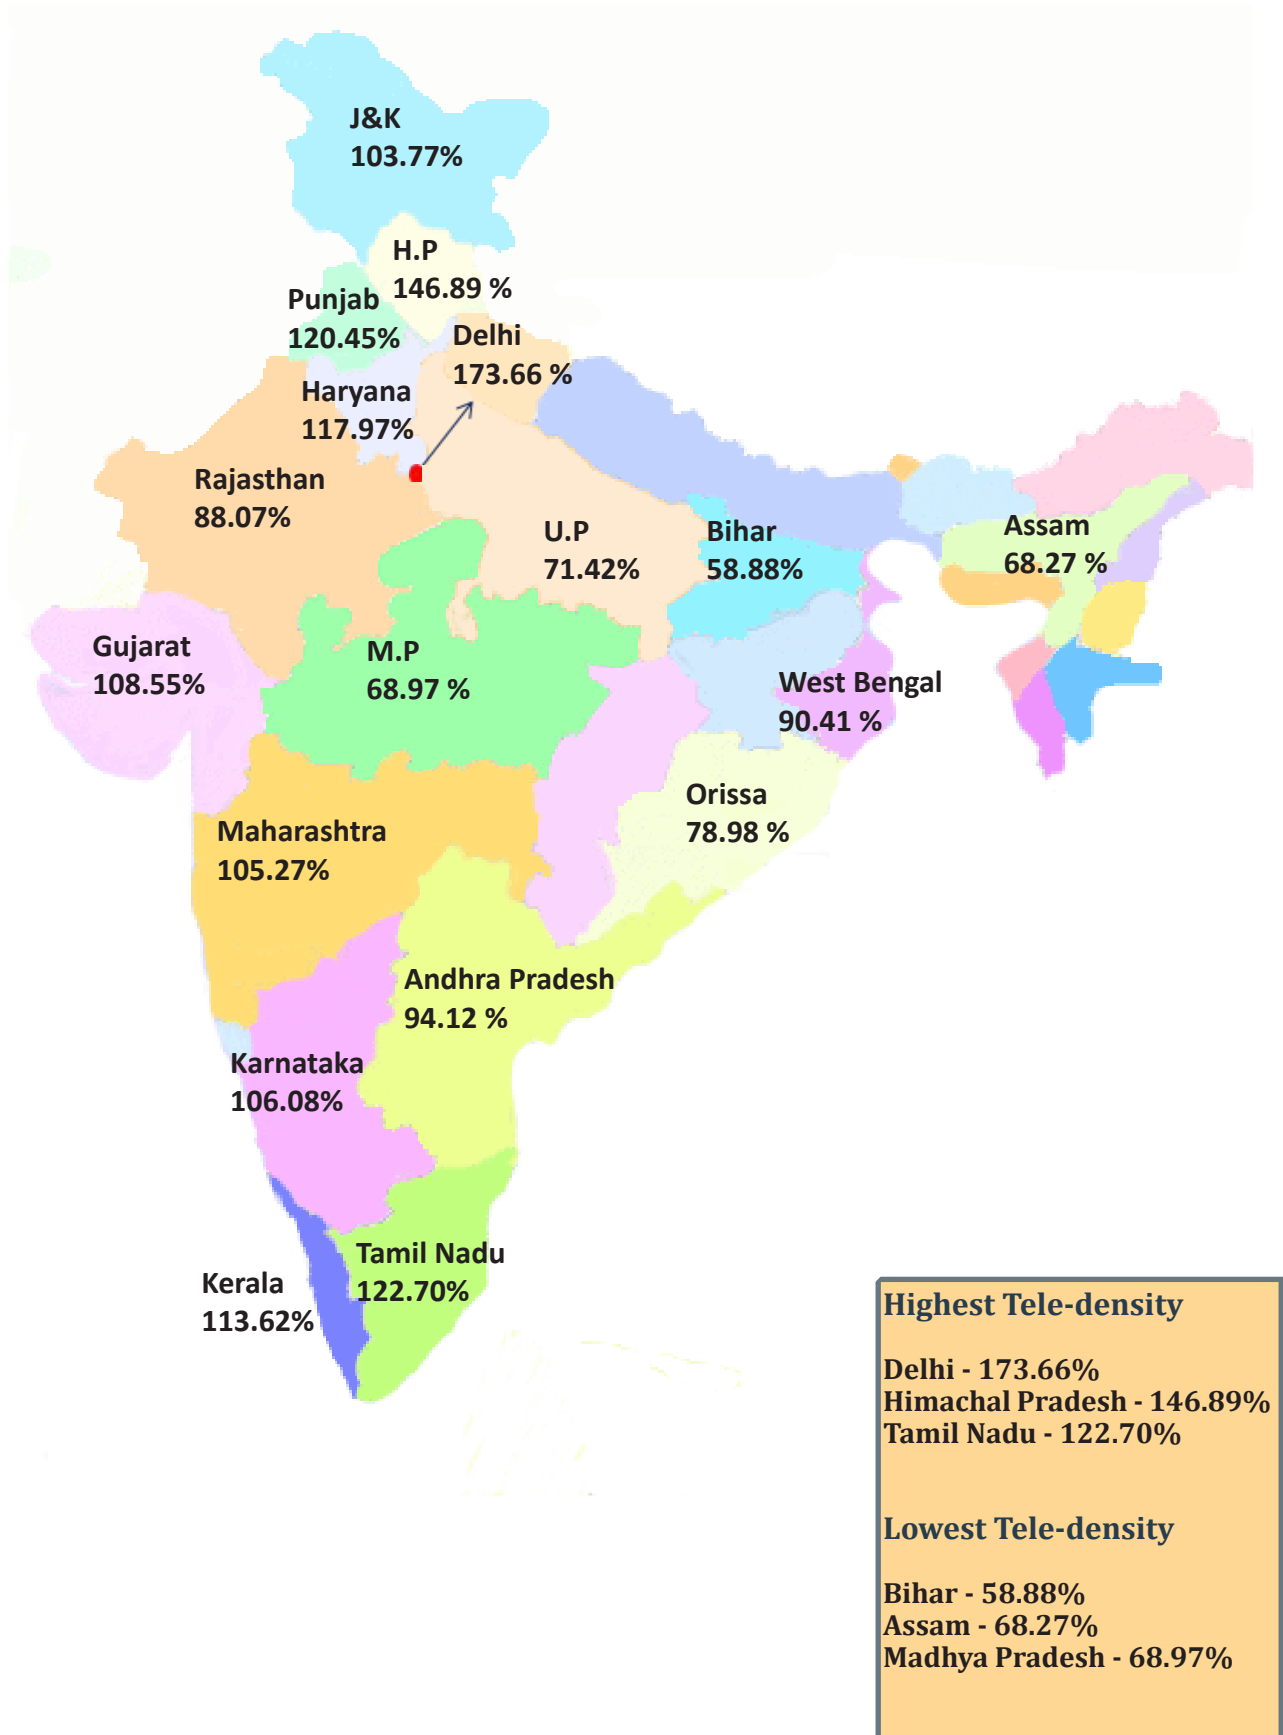 J&K
103.77%
H.P
146.89 %
Punjab
120.45%
Delhi
173.66 %
Haryana
117.97%
Rajasthan
88.07%
U.P
71.42%
Bihar
58.88%
Assam
68.27 %
Gujarat
108.55%
M.P
68.97 %
West Bengal
90.41 %
Orissa
78.98 %
Maharashtra
105.27%
Andhra Pradesh
94.12 %
Karnataka
106.08%
Tamil Nadu
122.70%
Kerala
113.62%
Highest Tele-density
Delhi - 173.66%
Himachal Pradesh - 146.89%
Tamil Nadu - 122.70%
Lowest Tele-density
Bihar - 58.88%
Assam - 68.27%
Madhya Pradesh - 68.97%